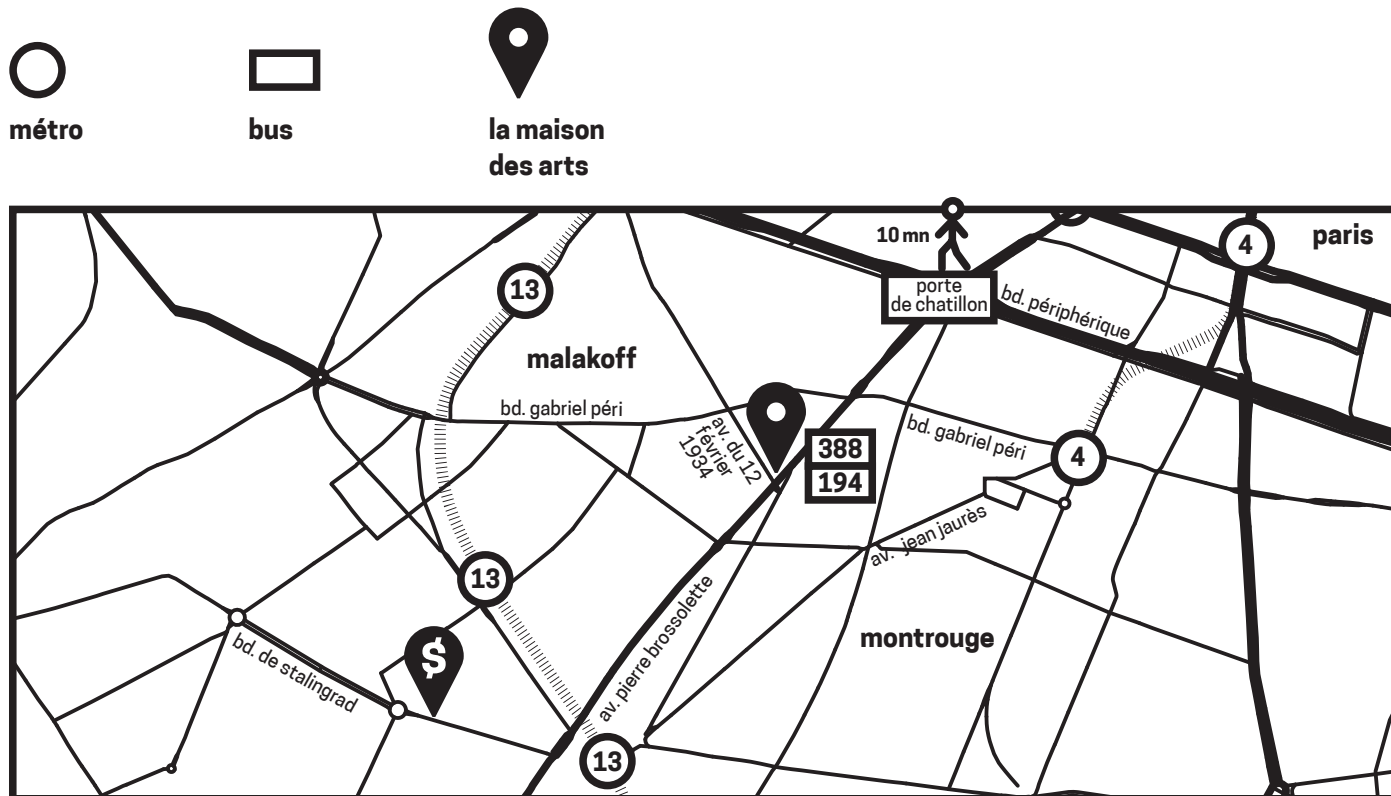 métro
bus
la maison
des arts
10 mn
4
paris
13
porte
de chatillon
bd. périphérique
malakoff
bd. gabriel péri
av. du 12
février
1934
388
194
bd. gabriel péri
4
av. jean jaurès
13
av. pierre brossolette
montrouge
bd. de stalingrad
$
13